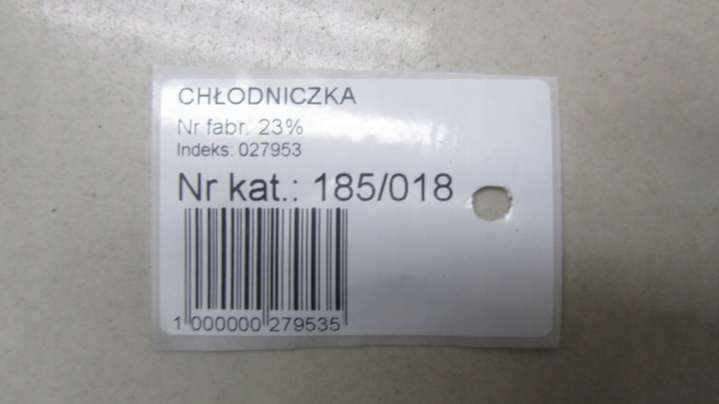 CHŁODNICZKA
Nr fabr. 23%
Indeks: 027953
Nr kat.: 185/018
1 000000 279535